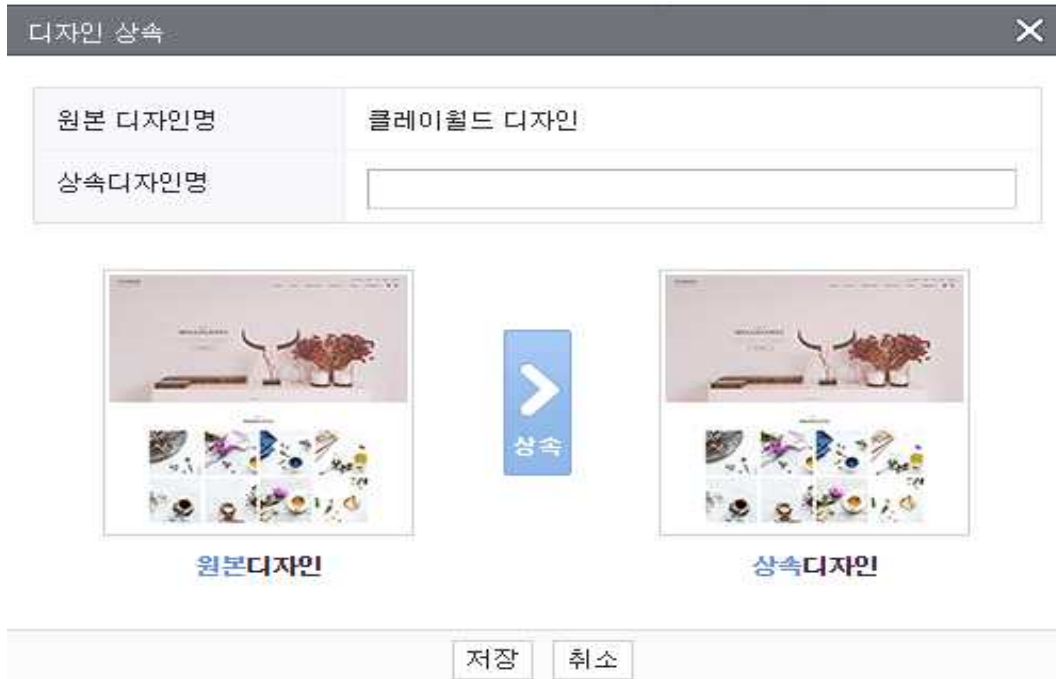 디자인 상속
원본 디자인명
클레이월드 디자인
상속디자인명
상속
원본디자인
상속디자인
저장
취소